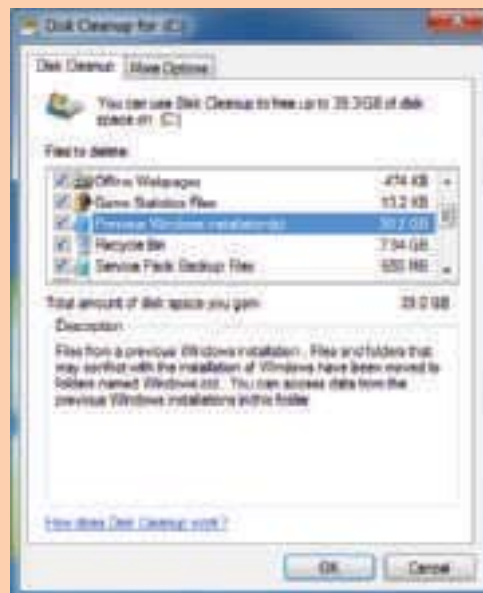 Disk Cleanup for (C:)
Disk Cleanup
More Options
You can use Disk Cleanup to free up to 39.3 GB of disk
space on (C:).
Files to delete:
Offline Webpages 474 KB
Game Statistics Files 13.2 KB
Previous Windows installation(s) 30.2 GB
Recycle Bin 7.94 GB
Service Pack Backup Files MB
Total amount of disk space you gain: GB
Description
Files from a previous Windows installation. Files and folders that
may conflict with the installation of Windows have been moved to
folders named Windows.old. You can access data from the
previous Windows installations in this folder
How does Disk Cleanup work?
OK
Cancel